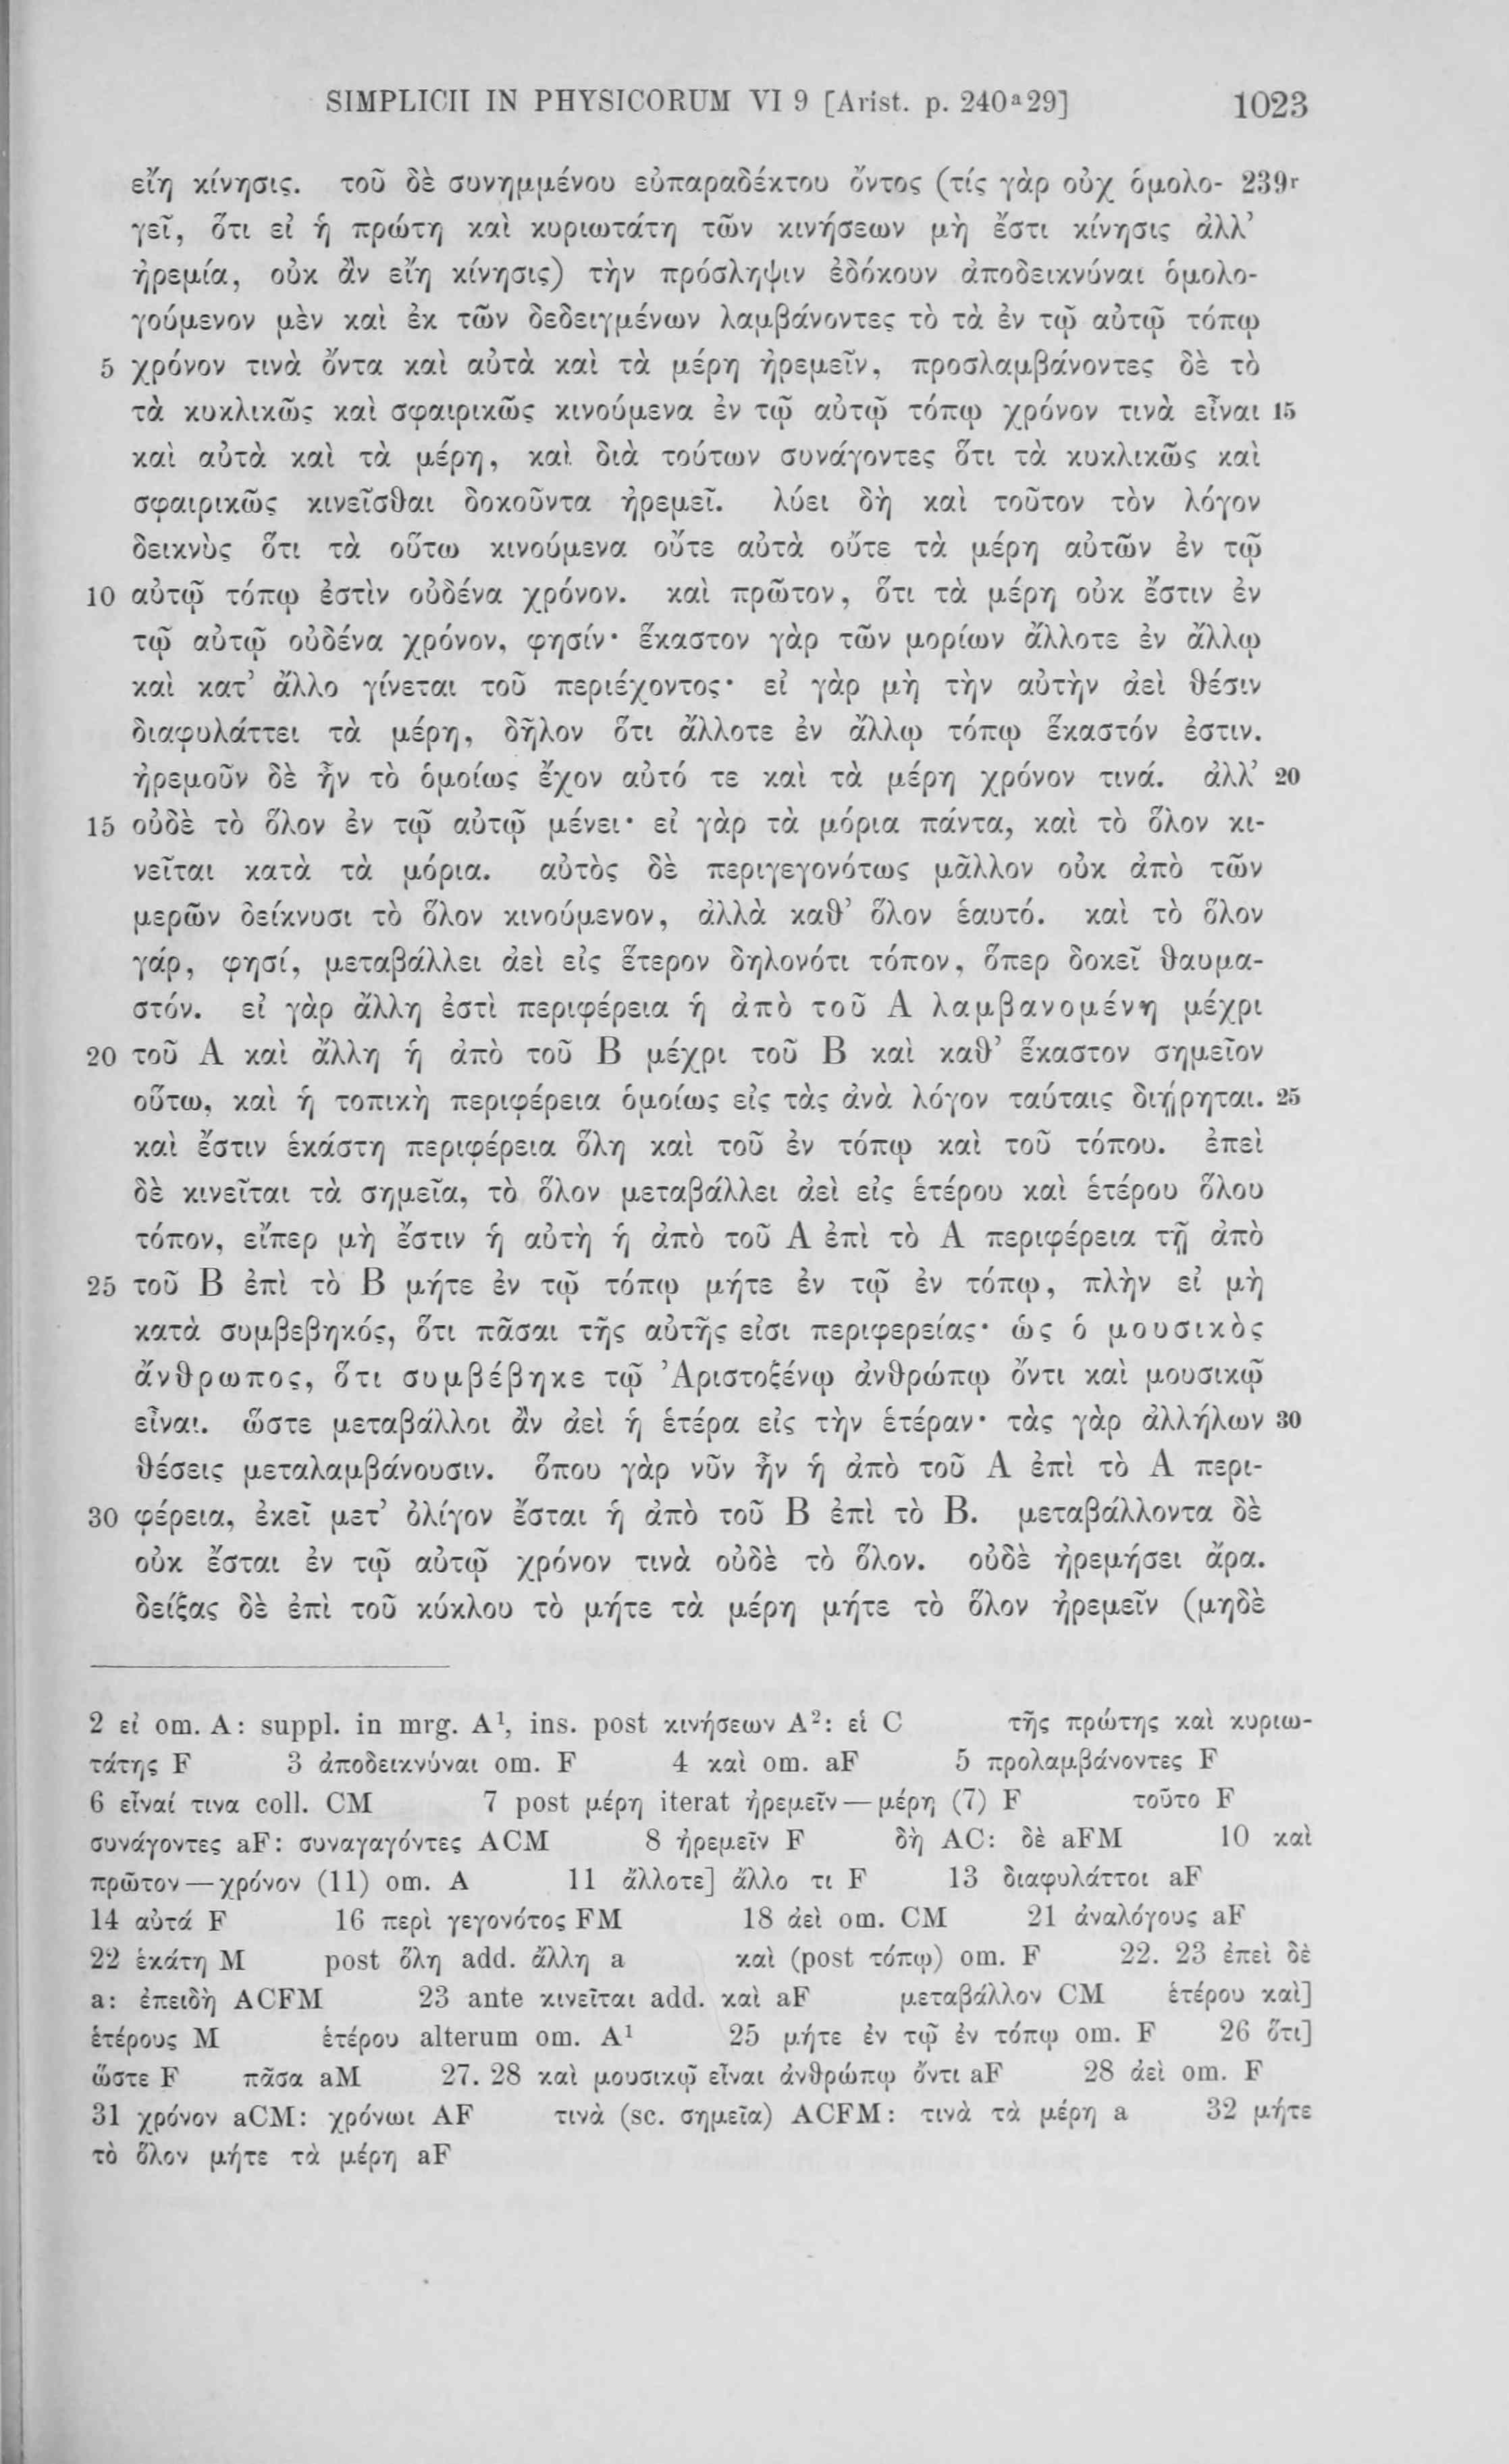 SIMPLICII IN PHYSICORUM VI 9 [Arist. p. 240ᵃ29] 1023
εἴη κίνησις. τοῦ δὲ συνημμένου εὐπαραδέκτου ὄντος (τίς γὰρ οὐχ ὁμολο- 239ʳ
γεῖ, ὅτι εἰ ἡ πρώτη καὶ κυριωτάτη τῶν κινήσεων μὴ ἔστι κίνησις ἀλλ’
ἠρεμία, οὐκ ἂν εἴη κίνησις) τὴν πρόσληψιν ἐδόκουν ἀποδεικνύναι ὁμολο-
γούμενον μὲν καὶ ἐκ τῶν δεδειγμένων λαμβάνοντες τὸ τὰ ἐν τῷ αὐτῷ τόπῳ
5 χρόνον τινὰ ὄντα καὶ αὐτὰ καὶ τὰ μέρη ἠρεμεῖν, προσλαμβάνοντες δὲ τὸ
τὰ κυκλικῶς καὶ σφαιρικῶς κινούμενα ἐν τῷ αὐτῷ τόπῳ χρόνον τινὰ εἶναι 15
καὶ αὐτὰ καὶ τὰ μέρη, καὶ διὰ τούτων συνάγοντες ὅτι τὰ κυκλικῶς καὶ
σφαιρικῶς κινεῖσθαι δοκοῦντα ἠρεμεῖ. λύει δὴ καὶ τοῦτον τὸν λόγον
δεικνὺς ὅτι τὰ οὕτω κινούμενα οὔτε αὐτὰ οὔτε τὰ μέρη αὐτῶν ἐν τῷ
10 αὐτῷ τόπῳ ἐστὶν οὐδένα χρόνον. καὶ πρῶτον, ὅτι τὰ μέρη οὐκ ἔστιν ἐν
τῷ αὐτῷ οὐδένα χρόνον, φησίν· ἕκαστον γὰρ τῶν μορίων ἄλλοτε ἐν ἄλλῳ
καὶ κατ’ ἄλλο γίνεται τοῦ περιέχοντος· εἰ γὰρ μὴ τὴν αὐτὴν ἀεὶ θέσιν
διαφυλάττει τὰ μέρη, δῆλον ὅτι ἄλλοτε ἐν ἄλλῳ τόπῳ ἕκαστόν ἐστιν.
ἠρεμοῦν δὲ ἦν τὸ ὁμοίως ἔχον αὐτό τε καὶ τὰ μέρη χρόνον τινά. ἀλλ’ 20
15 οὐδὲ τὸ ὅλον ἐν τῷ αὐτῷ μένει· εἰ γὰρ τὰ μόρια πάντα, καὶ τὸ ὅλον κι-
νεῖται κατὰ τὰ μόρια. αὐτὸς δὲ περιγεγονότως μᾶλλον οὐκ ἀπὸ τῶν
μερῶν δείκνυσι τὸ ὅλον κινούμενον, ἀλλὰ καθ’ ὅλον ἑαυτό. καὶ τὸ ὅλον
γάρ, φησί, μεταβάλλει ἀεὶ εἰς ἕτερον δηλονότι τόπον, ὅπερ δοκεῖ θαυμα-
στόν. εἰ γὰρ ἄλλη ἐστὶ περιφέρεια ἡ ἀπὸ τοῦ Α λαμβανομένη μέχρι
20 τοῦ Α καὶ ἄλλη ἡ ἀπὸ τοῦ Β μέχρι τοῦ Β καὶ καθ’ ἕκαστον σημεῖον
οὕτω, καὶ ἡ τοπικὴ περιφέρεια ὁμοίως εἰς τὰς ἀνὰ λόγον ταύταις διῄρηται. 25
καὶ ἔστιν ἑκάστη περιφέρεια ὅλη καὶ τοῦ ἐν τόπῳ καὶ τοῦ τόπου. ἐπεὶ
δὲ κινεῖται τὰ σημεῖα, τὸ ὅλον μεταβάλλει ἀεὶ εἰς ἑτέρου καὶ ἑτέρου ὅλου
τόπον, εἴπερ μὴ ἔστιν ἡ αὐτὴ ἡ ἀπὸ τοῦ Α ἐπὶ τὸ Α περιφέρεια τῇ ἀπὸ
25 τοῦ Β ἐπὶ τὸ Β μήτε ἐν τῷ τόπῳ μήτε ἐν τῷ ἐν τόπῳ, πλὴν εἰ μὴ
κατὰ συμβεβηκός, ὅτι πᾶσαι τῆς αὐτῆς εἰσι περιφερείας· ὡς ὁ μουσικὸς
ἄνθρωπος, ὅτι συμβέβηκε τῷ Ἀριστοξένῳ ἀνθρώπῳ ὄντι καὶ μουσικῷ
εἶναι. ὥστε μεταβάλλοι ἂν ἀεὶ ἡ ἑτέρα εἰς τὴν ἑτέραν· τὰς γὰρ ἀλλήλων 30
θέσεις μεταλαμβάνουσιν. ὅπου γὰρ νῦν ἦν ἡ ἀπὸ τοῦ Α ἐπὶ τὸ Α περι-
30 φέρεια, ἐκεῖ μετ’ ὀλίγον ἔσται ἡ ἀπὸ τοῦ Β ἐπὶ τὸ Β. μεταβάλλοντα δὲ
οὐκ ἔσται ἐν τῷ αὐτῷ χρόνον τινὰ οὐδὲ τὸ ὅλον. οὐδὲ ἠρεμήσει ἄρα.
δείξας δὲ ἐπὶ τοῦ κύκλου τὸ μήτε τὰ μέρη μήτε τὸ ὅλον ἠρεμεῖν (μηδὲ
2 εἰ om. A: suppl. in mrg. A¹, ins. post κινήσεων A²: εἰ C τῆς πρώτης καὶ κυριω-
τάτης F 3 ἀποδεικνύναι om. F 4 καὶ om. aF 5 προλαμβάνοντες F
6 εἶναί τινα coll. CM 7 post μέρη iterat ἠρεμεῖν — μέρη (7) F τοῦτο F
συνάγοντες aF: συναγαγόντες ACM 8 ἠρεμεῖν F δὴ AC: δὲ aFM 10 καὶ
πρῶτον — χρόνον (11) om. A 11 ἄλλοτε] ἄλλο τι F 13 διαφυλάττοι aF
14 αὐτά F 16 περὶ γεγονότος FM 18 ἀεὶ om. CM 21 ἀναλόγους aF
22 ἑκάτη M post ὅλη add. ἄλλη a καὶ (post τόπῳ) om. F 22. 23 ἐπεὶ δὲ
a: ἐπειδὴ ACFM 23 ante κινεῖται add. καὶ aF μεταβάλλον CM ἑτέρου καὶ]
ἑτέρους M ἑτέρου alterum om. A¹ 25 μήτε ἐν τῷ ἐν τόπῳ om. F 26 ὅτι]
ὥστε F πᾶσα aM 27. 28 καὶ μουσικῷ εἶναι ἀνθρώπῳ ὄντι aF 28 ἀεὶ om. F
31 χρόνον aCM: χρόνωι AF τινὰ (sc. σημεῖα) ACFM: τινὰ τὰ μέρη a 32 μήτε
τὸ ὅλον μήτε τὰ μέρη aF